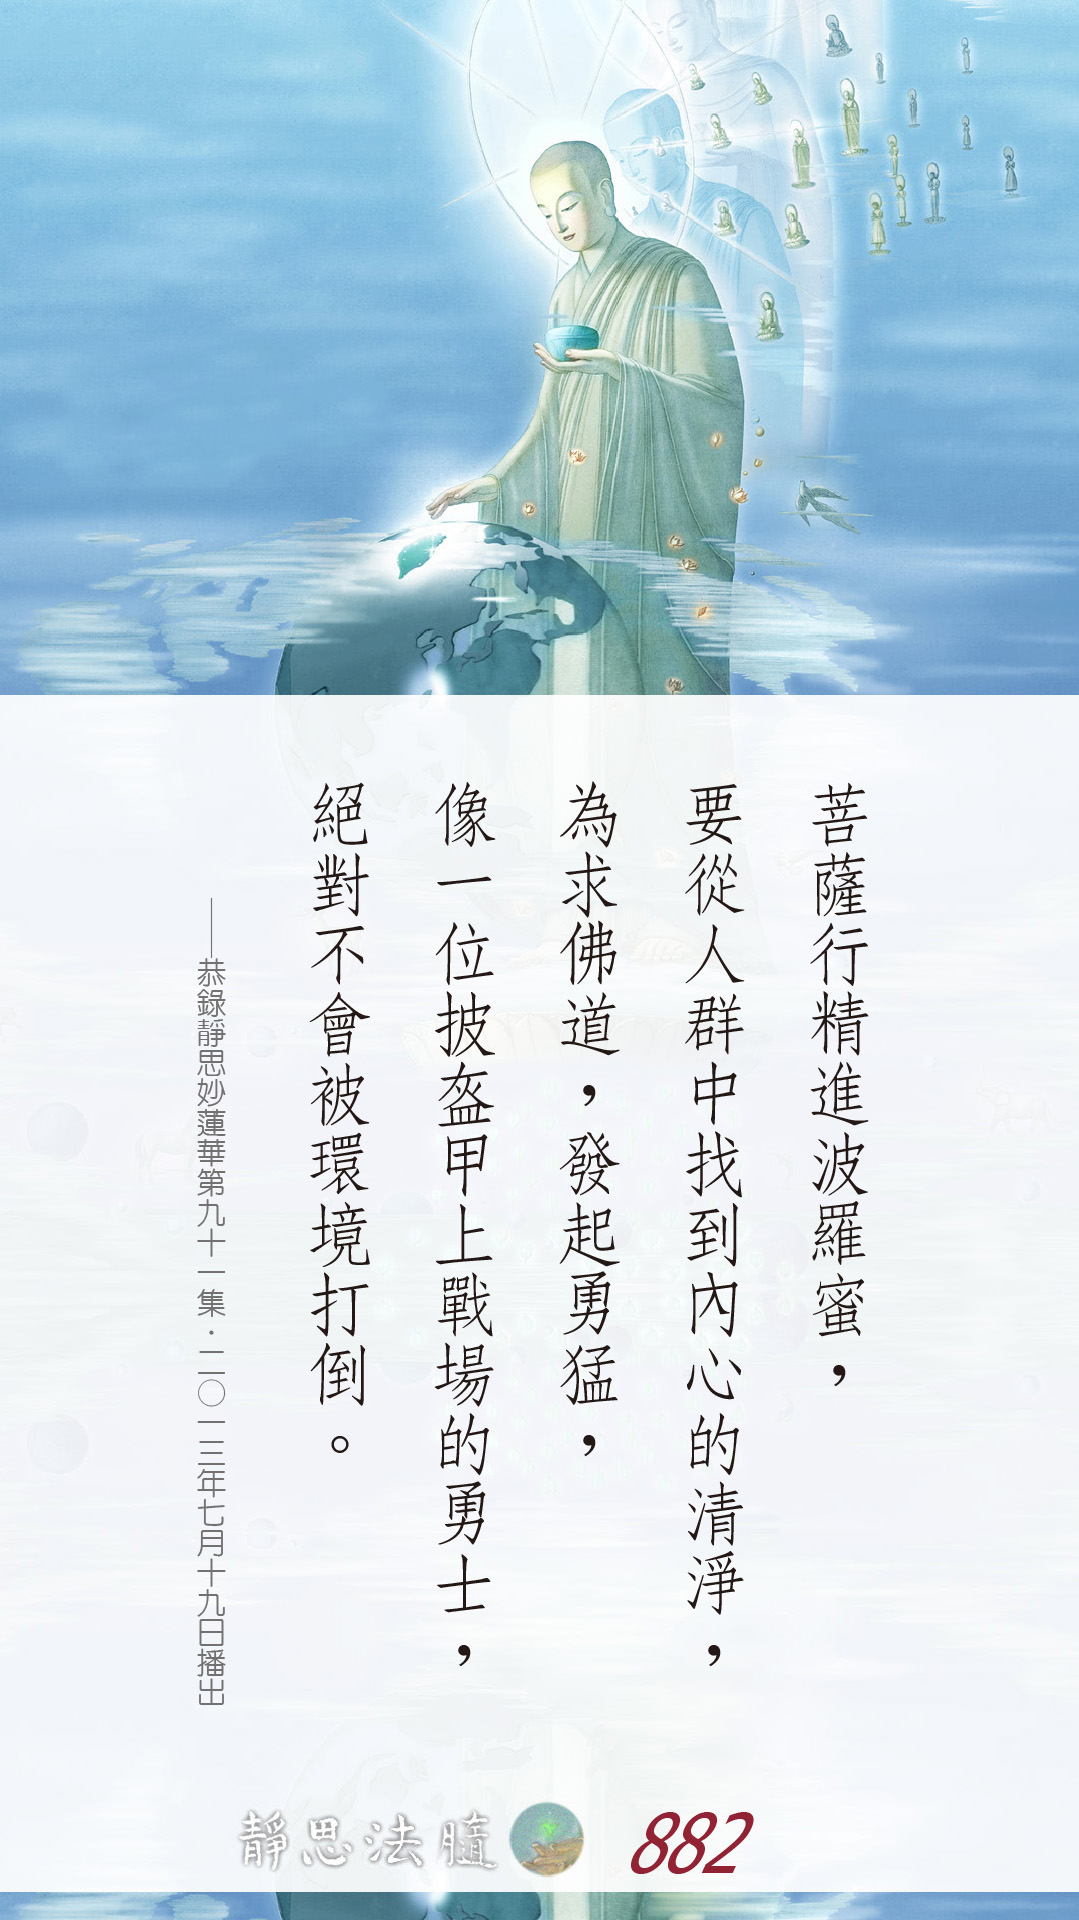 菩薩行精進波羅蜜，
要從人群中找到內心的清淨，
為求佛道，發起勇猛，
像一位披盔甲上戰場的勇士，
絕對不會被環境打倒。
——恭錄靜思妙蓮華第九十一集．二〇一三年七月十九日播出
靜思法髓
882